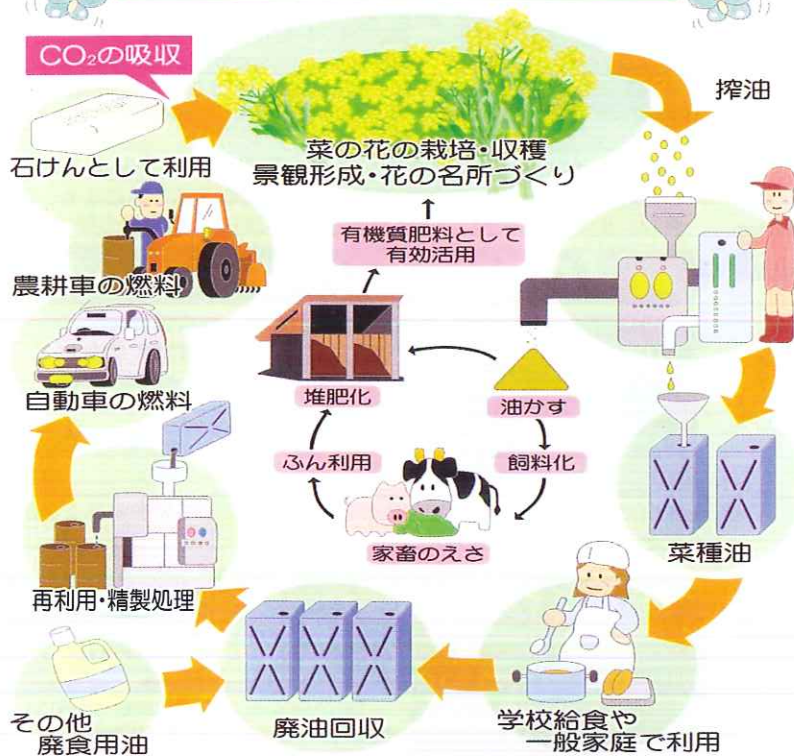 CO₂の吸収
搾油
石けんとして利用
菜の花の栽培・収穫
景観形成・花の名所づくり
有機質肥料として
有効活用
農耕車の燃料
自動車の燃料
堆肥化
油かす
ふん利用
飼料化
家畜のえさ
菜種油
再利用・精製処理
その他
廃食用油
廃油回収
学校給食や
一般家庭で利用